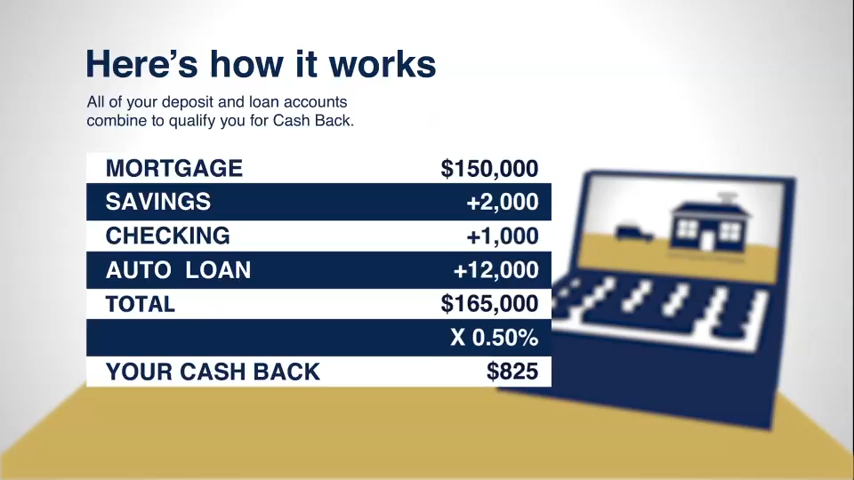 Here's how it works
All of your deposit and loan accounts
combine to qualify you for Cash Back.
MORTGAGE $150,000
SAVINGS +2,000
CHECKING +1,000
AUTO LOAN +12,000
TOTAL $165,000
X 0.50%
YOUR CASH BACK $825